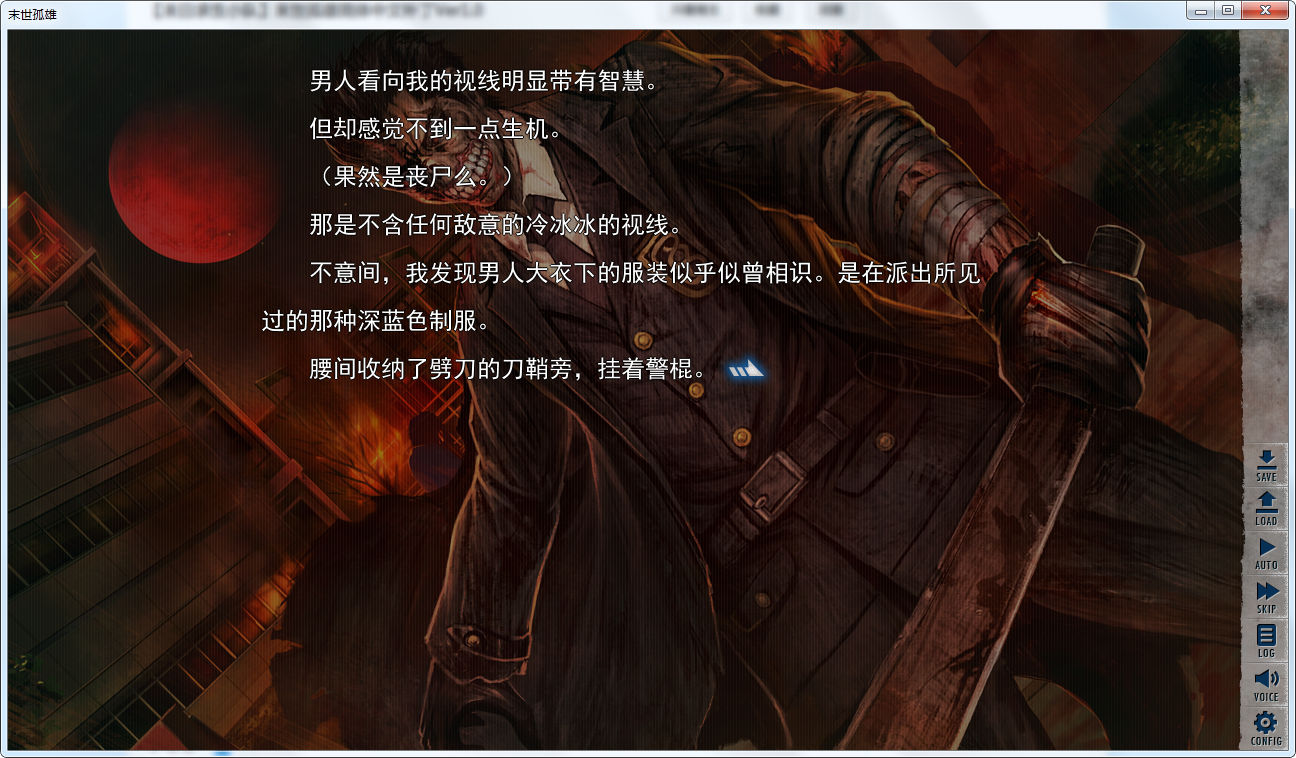 末世孤雄
男人看向我的视线明显带有智慧。
但却感觉不到一点生机。
（果然是丧尸么。）
那是不含任何敌意的冷冰冰的视线。
不意间，我发现男人大衣下的服装似乎似曾相识。是在派出所见
过的那种深蓝色制服。
腰间收纳了劈刀的刀鞘旁，挂着警棍。
SAVE
LOAD
AUTO
SKIP
LOG
VOICE
CONFIG